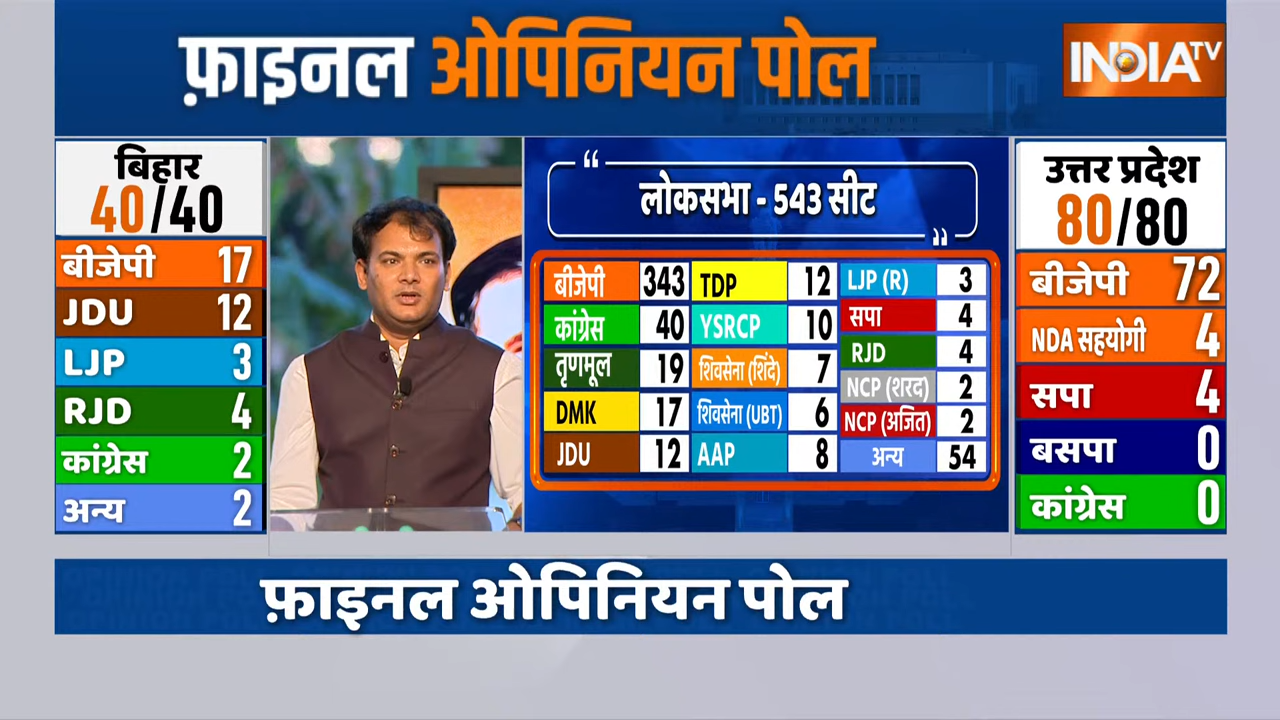 फ़ाइनल ओपिनियन पोल
INDIA TV
बिहार
40/40
बीजेपी 17
JDU 12
LJP 3
RJD 4
कांग्रेस 2
अन्य 2
“ लोकसभा - 543 सीट ”
बीजेपी 343 TDP 12 LJP (R) 3
कांग्रेस 40 YSRCP 10 सपा 4
तृणमूल 19 शिवसेना (शिंदे) 7 RJD 4
DMK 17 शिवसेना (UBT) 6 NCP (शरद) 2
JDU 12 AAP 8 NCP (अजित) 2
अन्य 54
उत्तर प्रदेश
80/80
बीजेपी 72
NDA सहयोगी 4
सपा 4
बसपा 0
कांग्रेस 0
फ़ाइनल ओपिनियन पोल